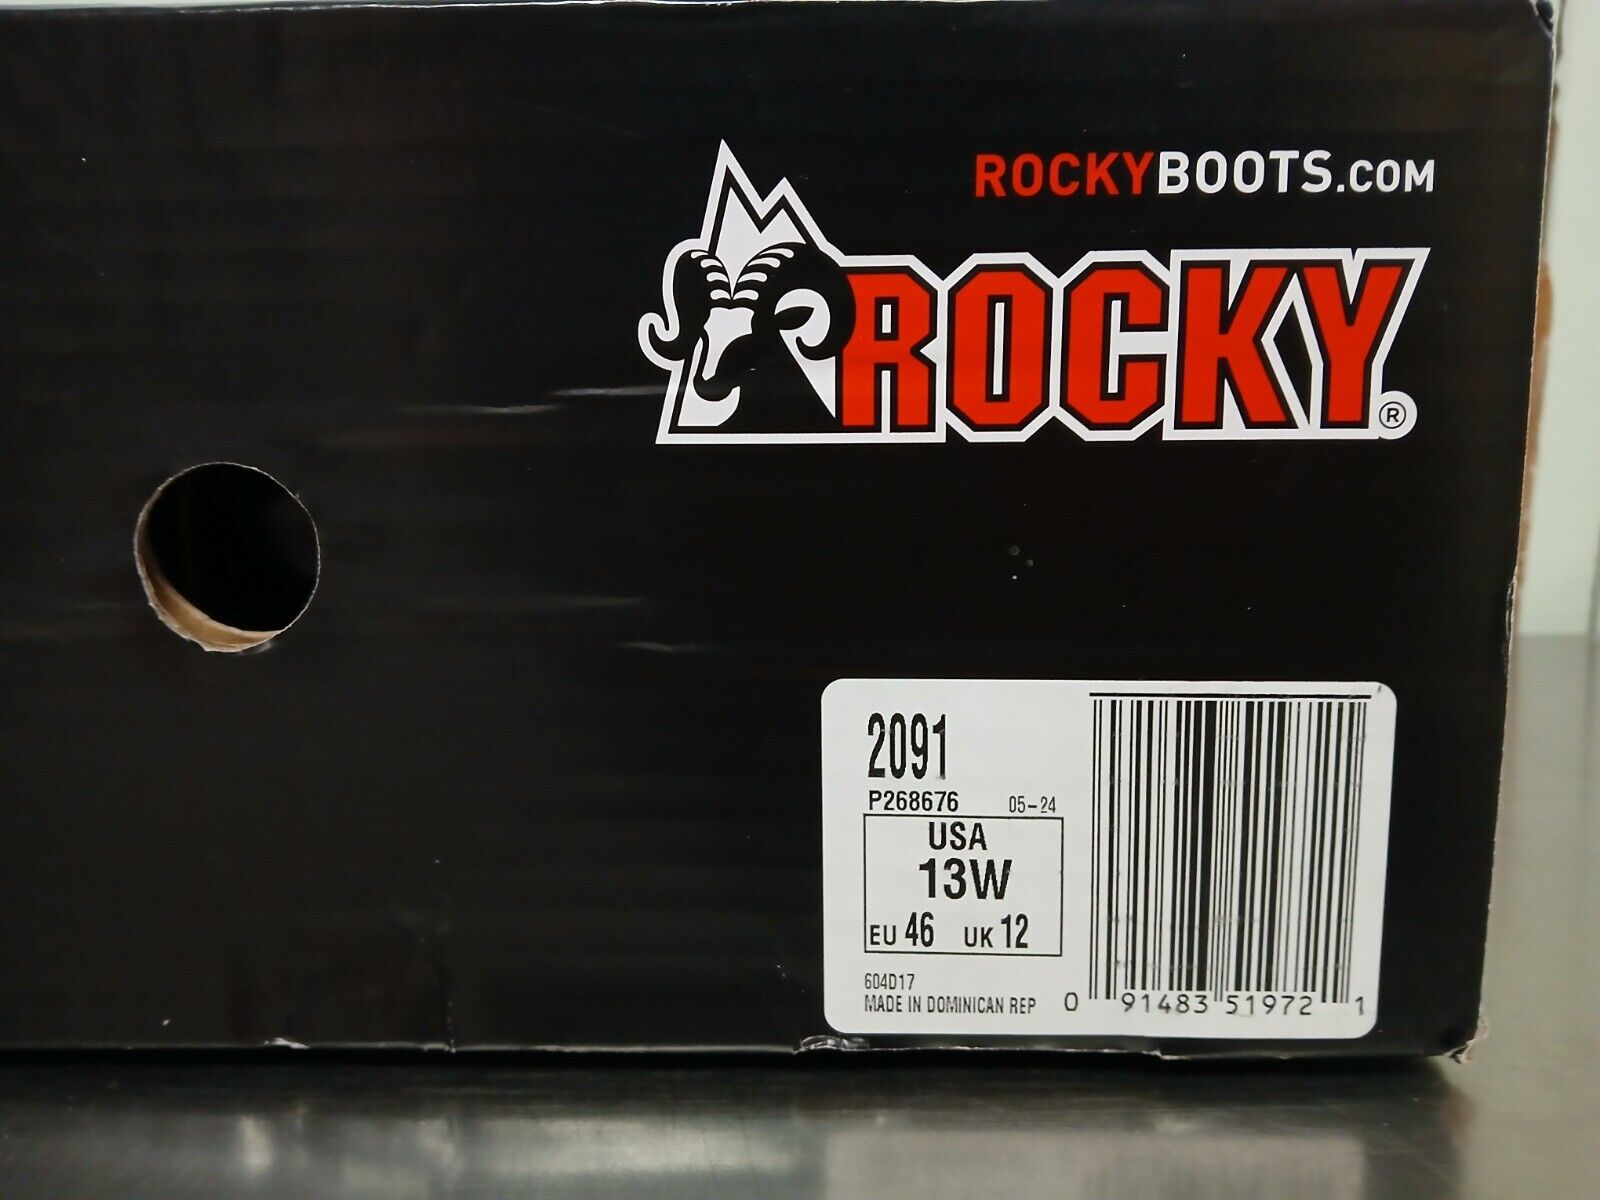 ROCKYBOOTS.COM
ROCKY®
2091
P268676 05-24
USA
13W
EU 46 UK 12
604D17
MADE IN DOMINICAN REP
0 91483 51972 1